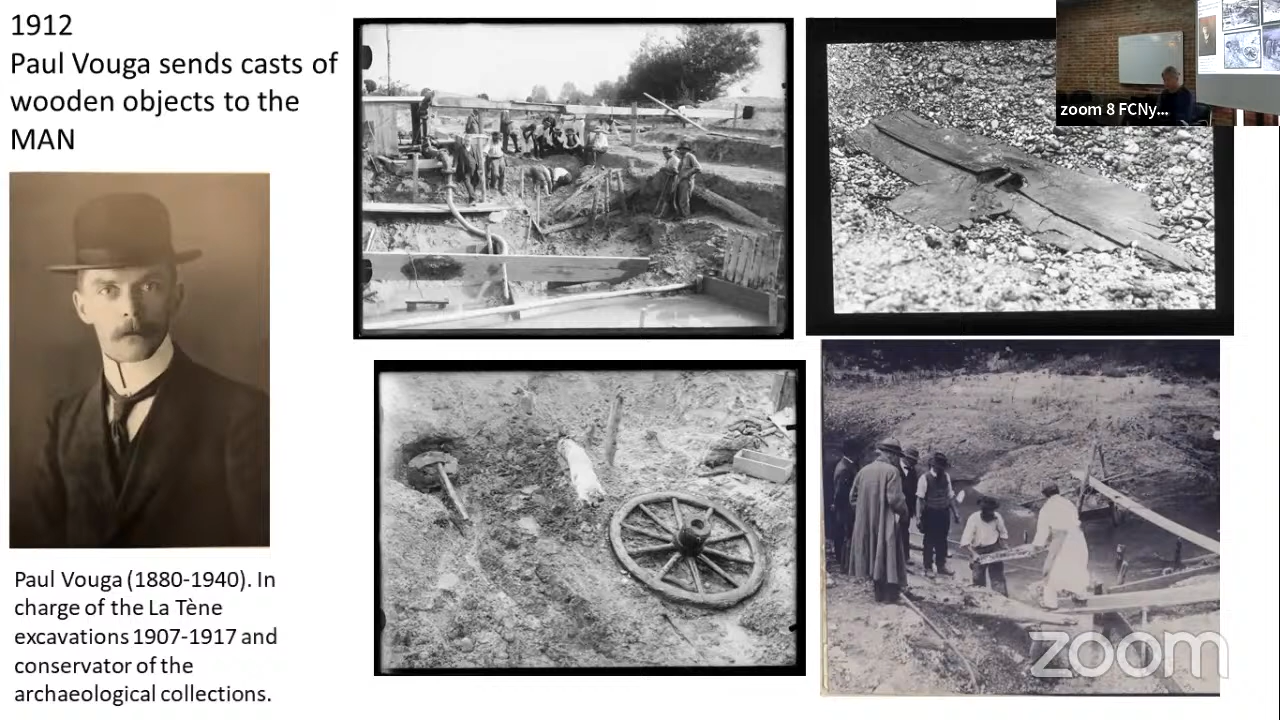 1912
Paul Vouga sends casts of
wooden objects to the
MAN
zoom 8 FCNy...
Paul Vouga (1880-1940). In
charge of the La Tène
excavations 1907-1917 and
conservator of the
archaeological collections.
zoom